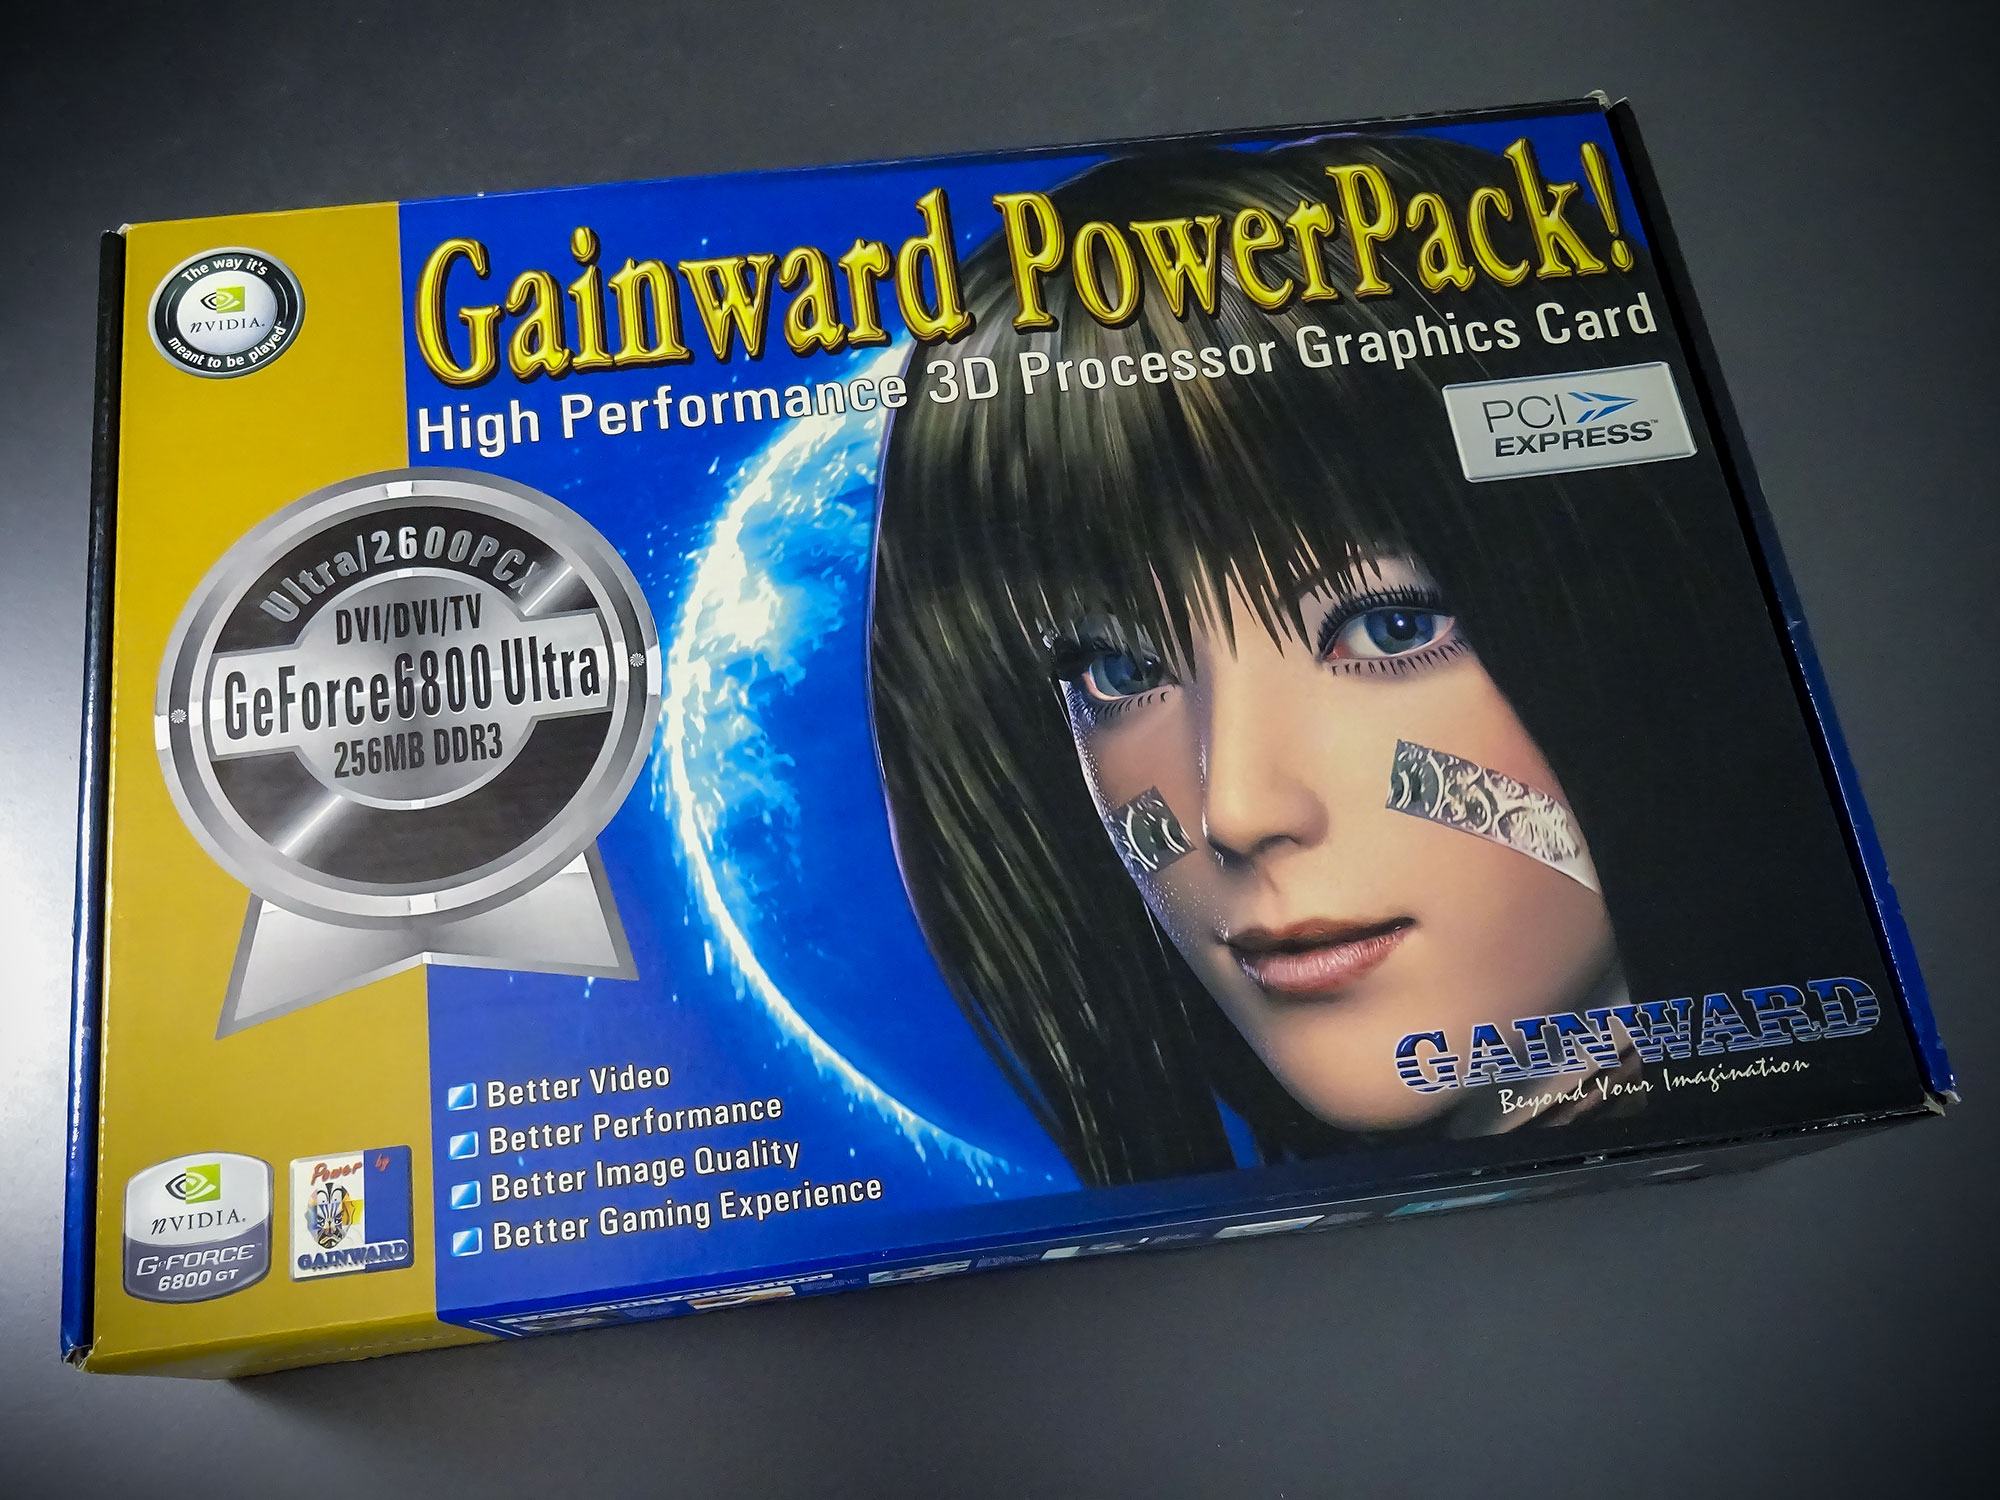 The way it's
nVIDIA.
meant to be played
Gainward PowerPack!
High Performance 3D Processor Graphics Card
PCI
EXPRESS™
Ultra/2600PCX
DVI/DVI/TV
GeForce6800 Ultra
256MB DDR3
Better Video
Better Performance
Better Image Quality
Better Gaming Experience
GAINWARD
Beyond Your Imagination
nVIDIA.
GeFORCE™
6800 GT
Power by
GAINWARD